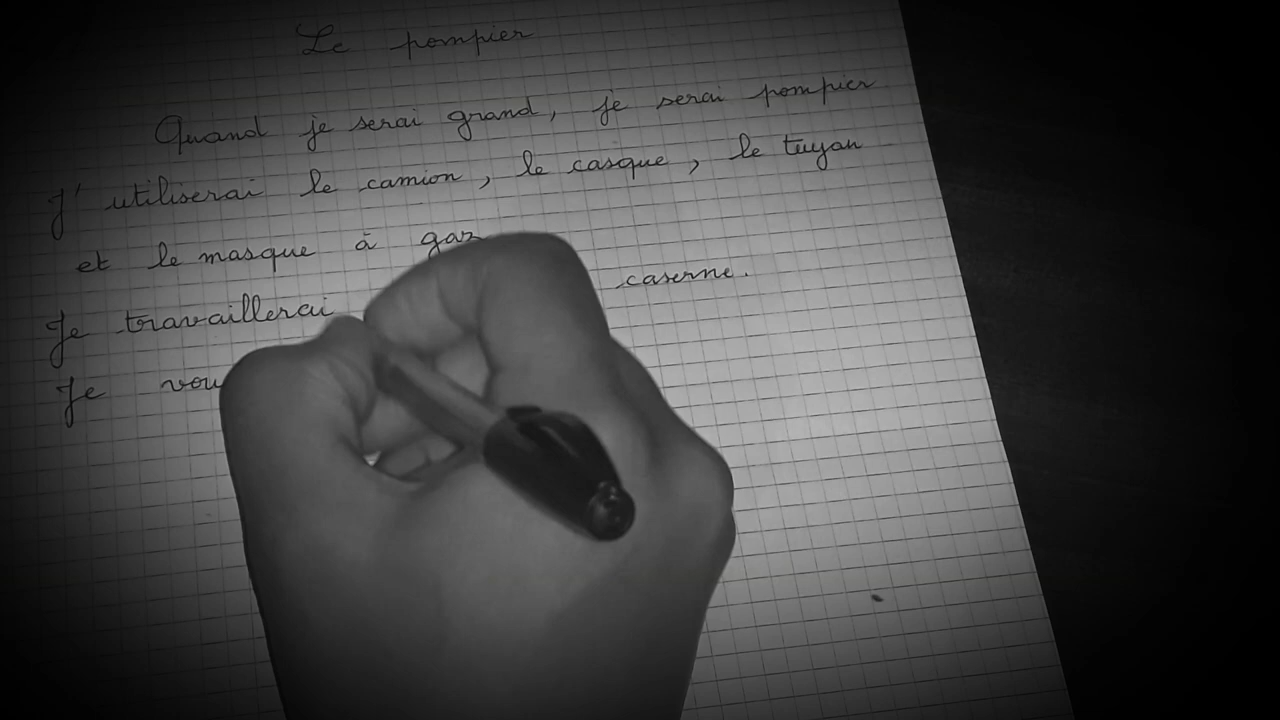 Le pompier
Quand je serai grand, je serai pompier
J'utiliserai le camion, le casque, le tuyau
et le masque à gaz
Je travaillerai caserne.
Je vou